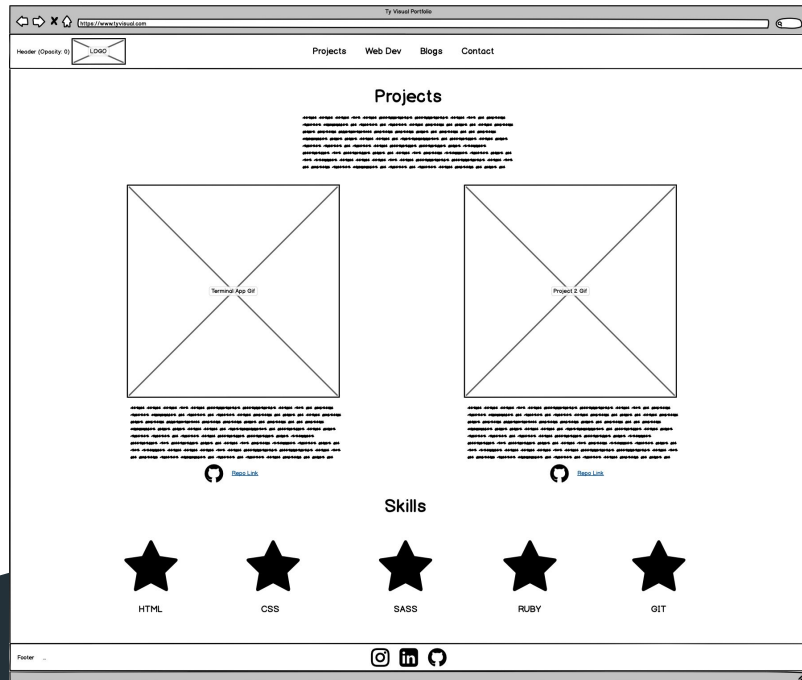 Ty Visual Portfolio
https://www.tyvisual.com
Header (Opacity: 0) LOGO Projects Web Dev Blogs Contact
Projects
Terminal App Gif Project 2 Gif
Repo Link Repo Link
Skills
HTML CSS SASS RUBY GIT
Footer ...